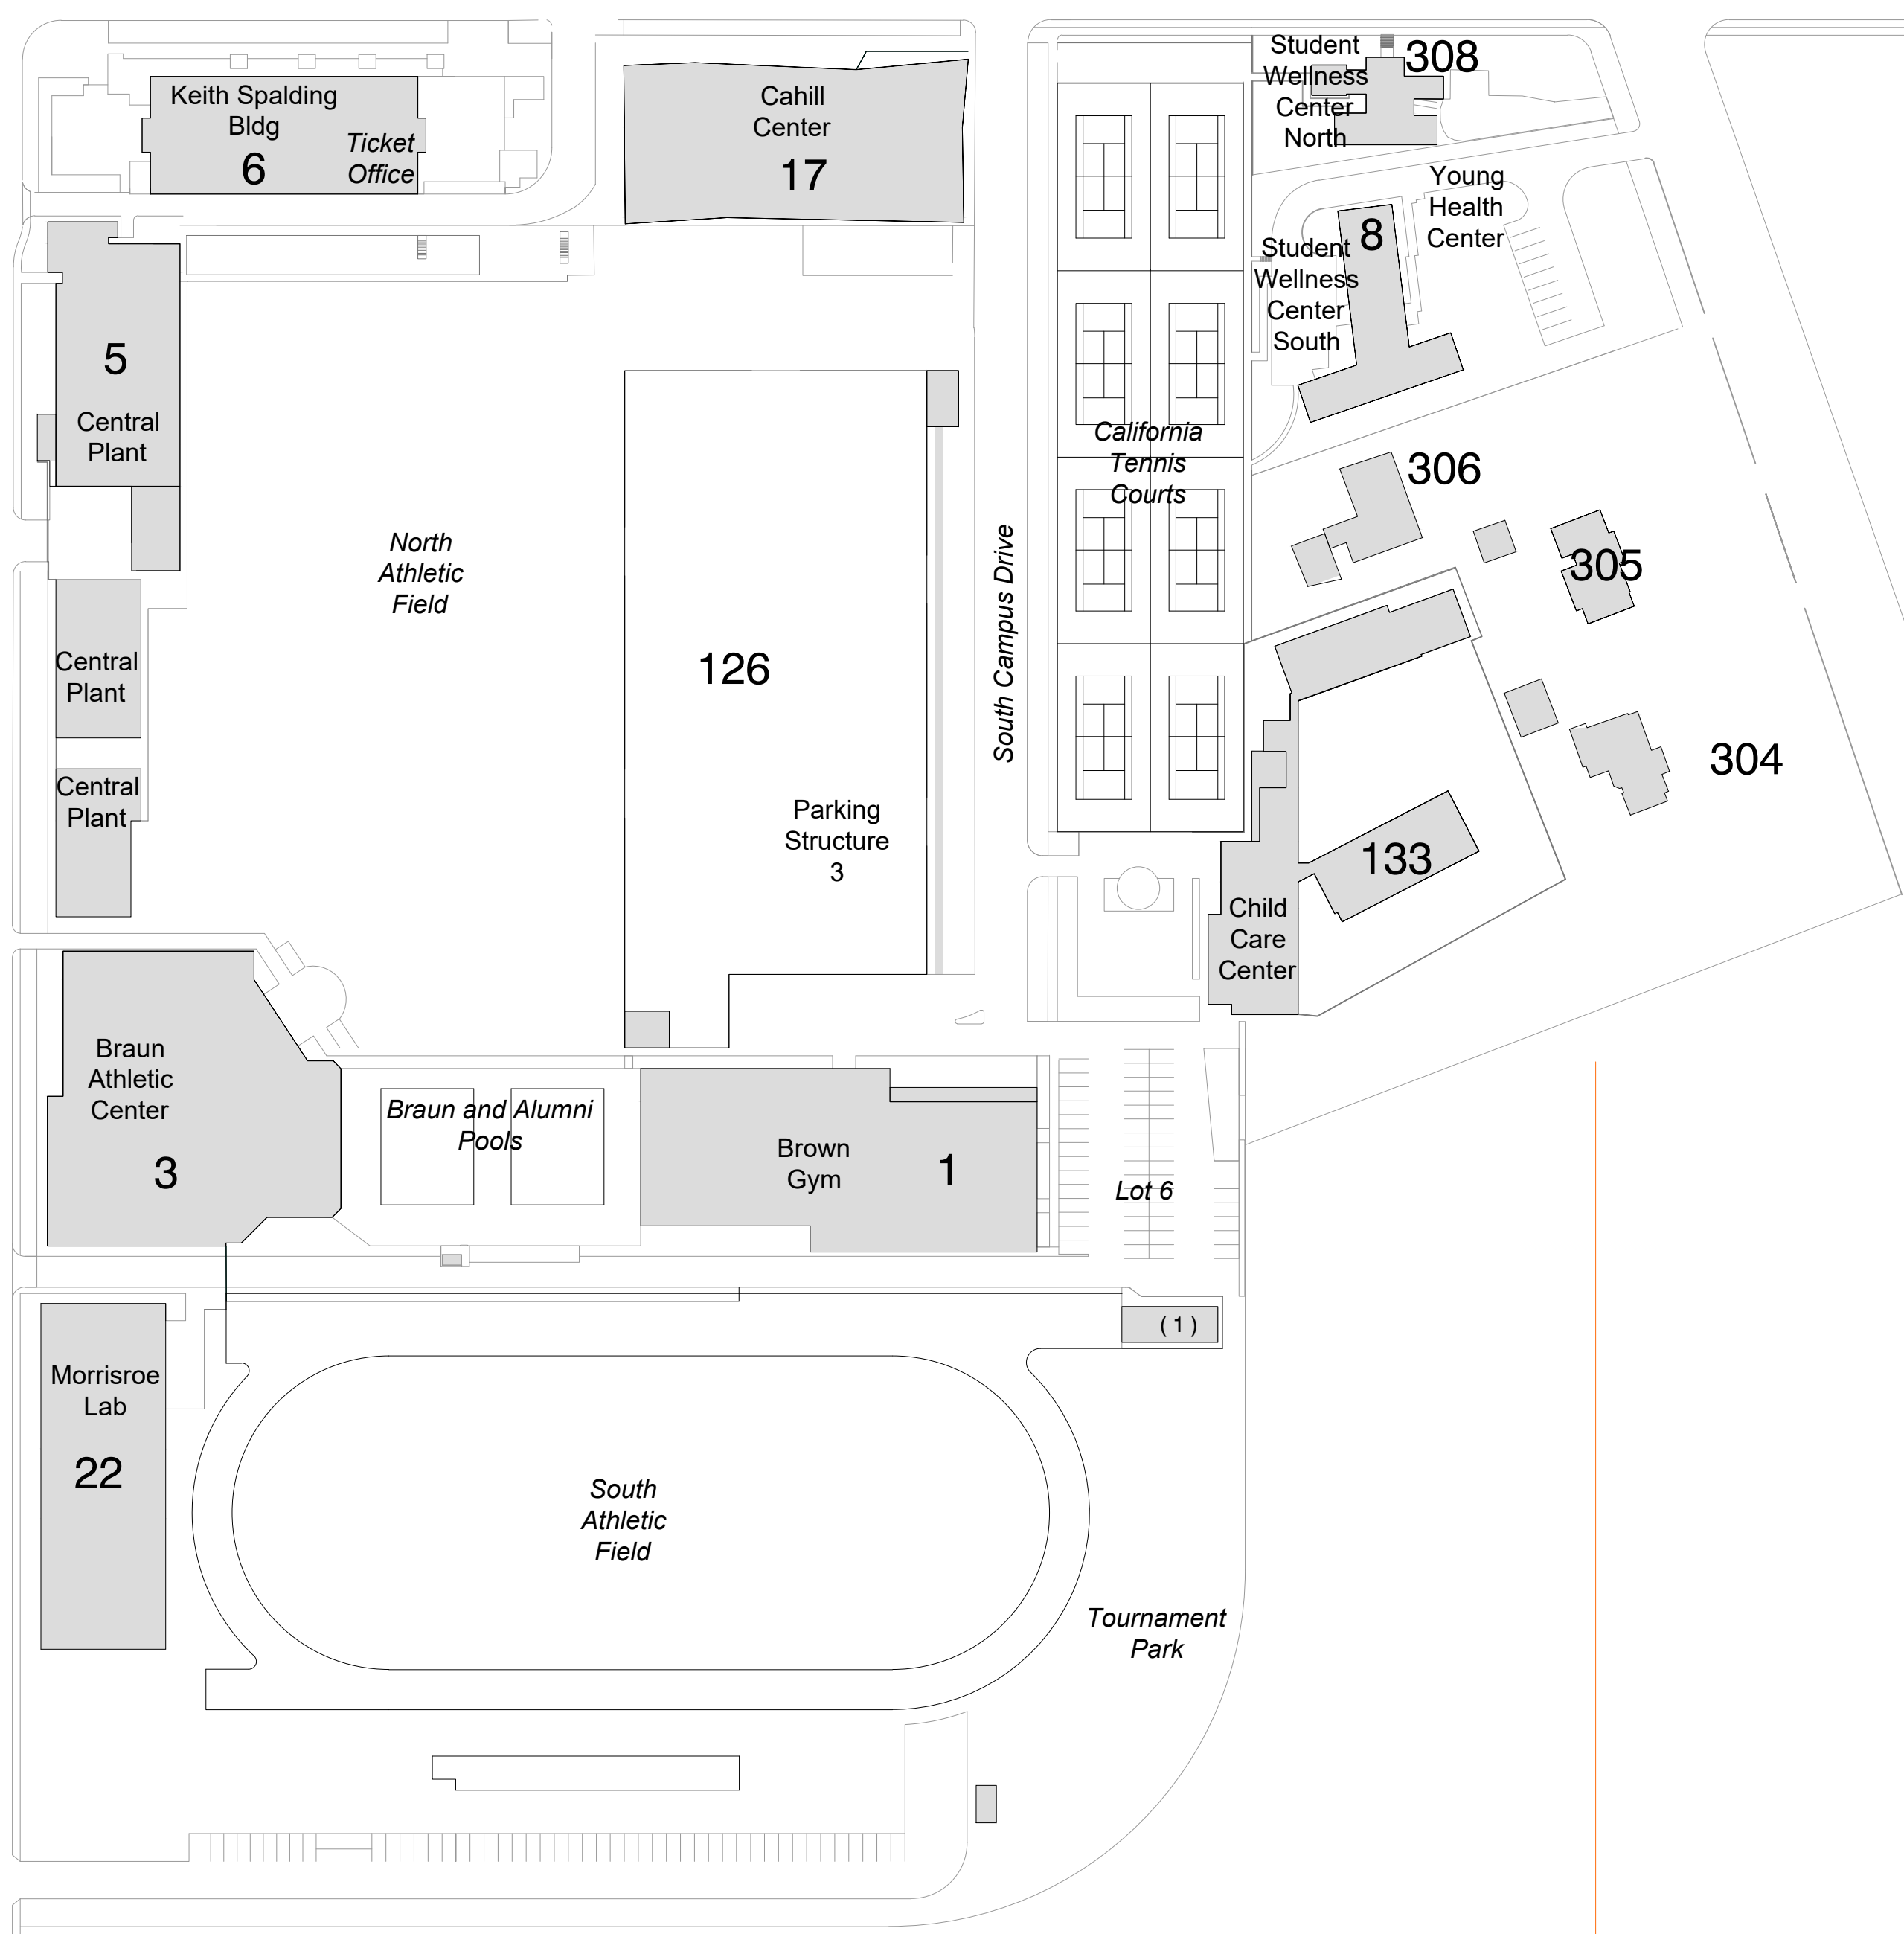 Keith Spalding
Bldg
6
Ticket
Office
Cahill
Center
17
Student
Wellness
Center
North
308
Young
Health
Center
8
Student
Wellness
Center
South
5
Central
Plant
California
Tennis
Courts
306
305
North
Athletic
Field
South Campus Drive
126
Central
Plant
Central
Plant
Parking
Structure
3
304
133
Child
Care
Center
Braun
Athletic
Center
3
Braun and Alumni
Pools
Brown
Gym
1
Lot 6
( 1 )
Morrisroe
Lab
22
South
Athletic
Field
Tournament
Park